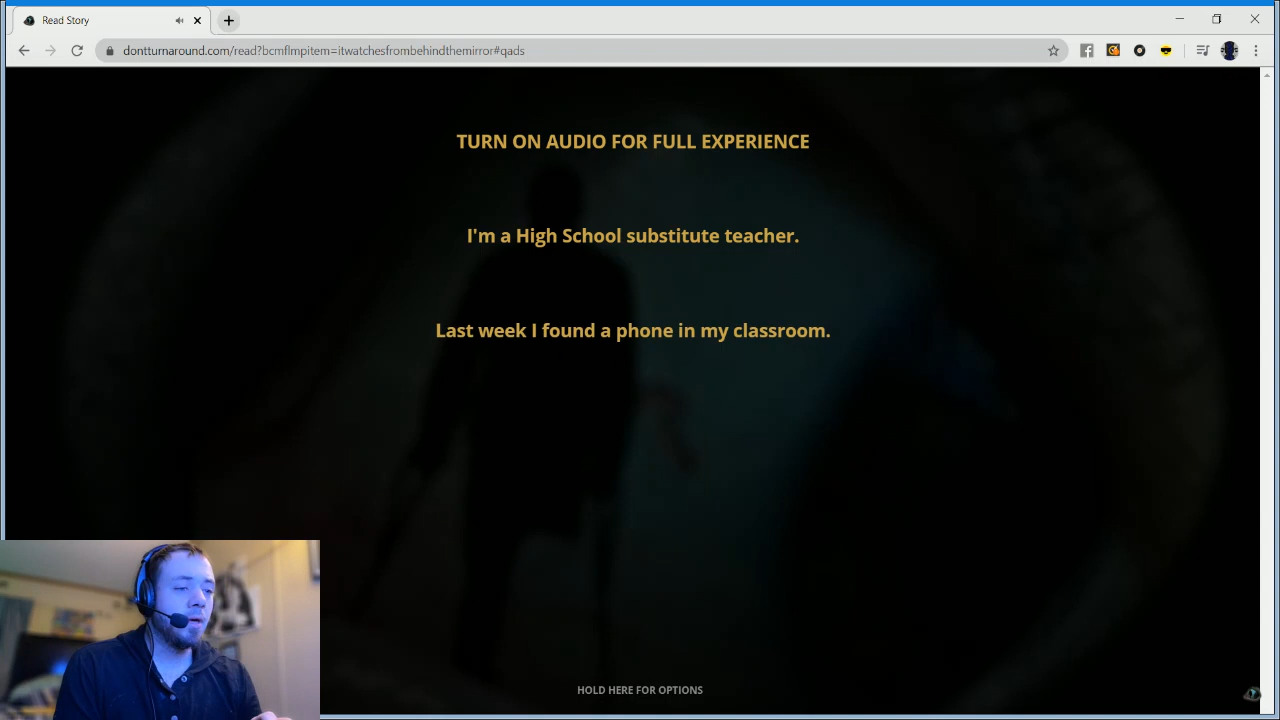 Read Story
dontturnaround.com/read?bcmflmpitem=itwatchesfrombehindthemirror#qads
TURN ON AUDIO FOR FULL EXPERIENCE
I'm a High School substitute teacher.
Last week I found a phone in my classroom.
HOLD HERE FOR OPTIONS